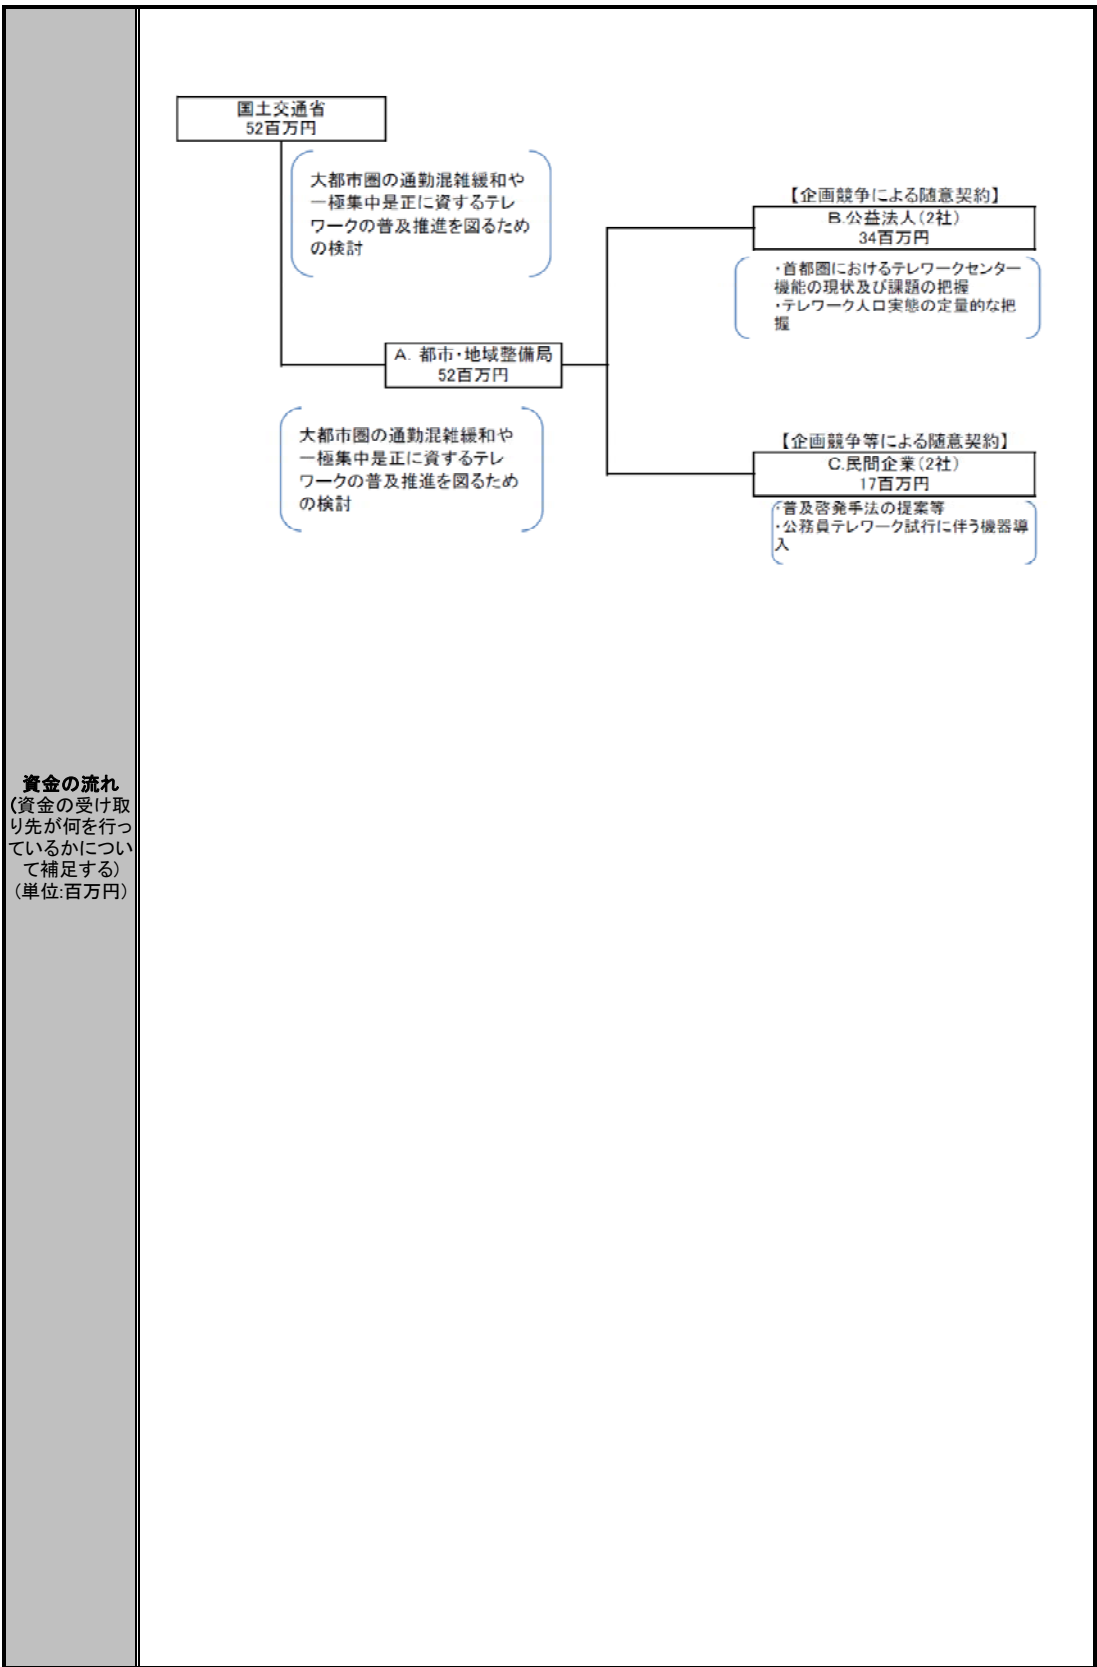 国土交通省
52百万円
大都市圏の通勤混雑緩和や
一極集中是正に資するテレ
ワークの普及推進を図るため
の検討
【企画競争による随意契約】
B.公益法人(2社)
34百万円
・首都圏におけるテレワークセンター
機能の現状及び課題の把握
・テレワーク人口実態の定量的な把
握
A. 都市・地域整備局
52百万円
大都市圏の通勤混雑緩和や
一極集中是正に資するテレ
ワークの普及推進を図るため
の検討
【企画競争等による随意契約】
C.民間企業(2社)
17百万円
・普及啓発手法の提案等
・公務員テレワーク試行に伴う機器導
入
資金の流れ
(資金の受け取
り先が何を行っ
ているかについ
て補足する)
(単位:百万円)